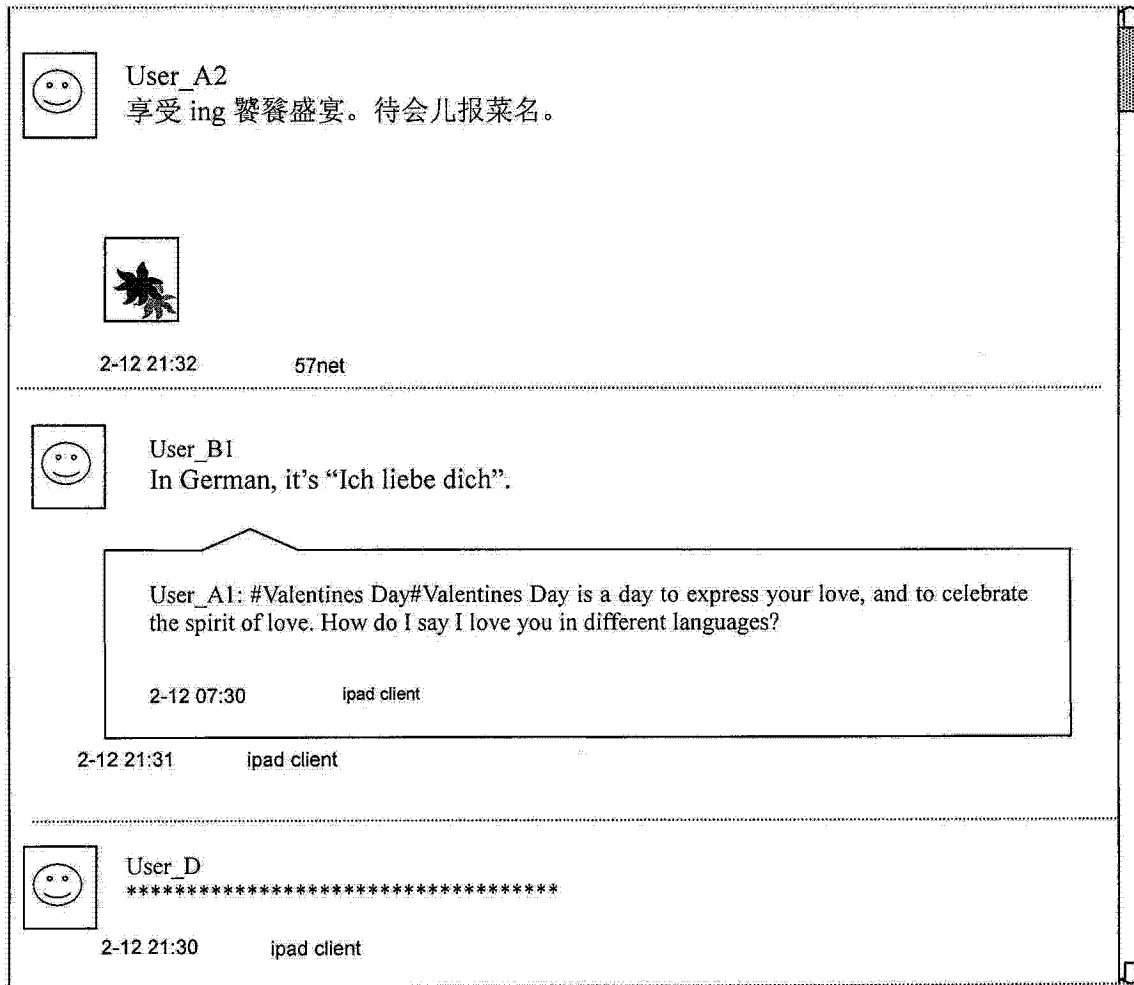 User_A2
享受 ing 饕餮盛宴。待会儿报菜名。
2-12 21:32 57net
User_B1
In German, it's “Ich liebe dich”.
User_A1: #Valentines Day#Valentines Day is a day to express your love, and to celebrate
the spirit of love. How do I say I love you in different languages?
2-12 07:30 ipad client
2-12 21:31 ipad client
User_D
************************************
2-12 21:30 ipad client